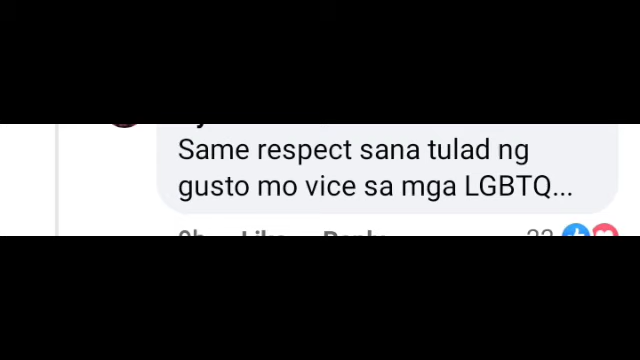 Same respect sana tulad ng
gusto mo vice sa mga LGBTQ...